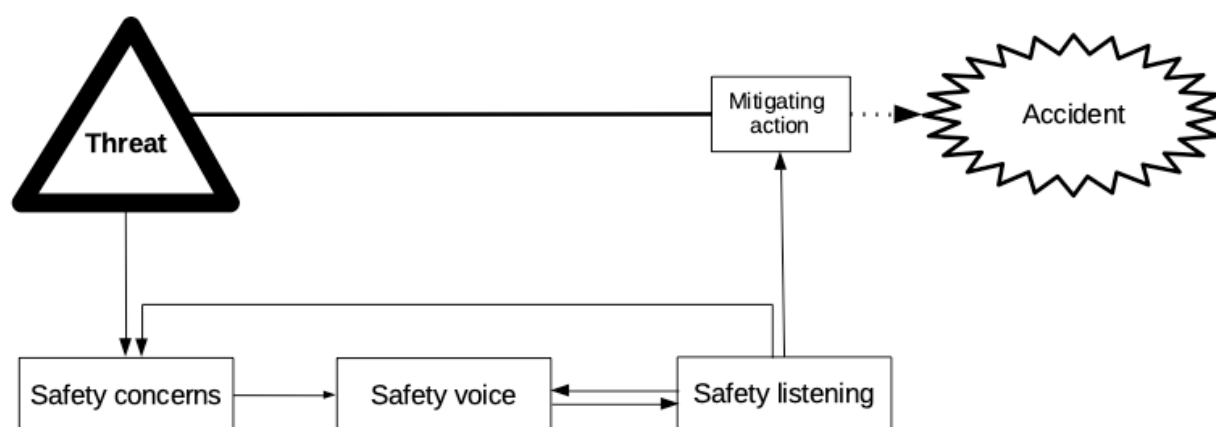 Threat
Mitigating
action
Accident
Safety concerns
Safety voice
Safety listening